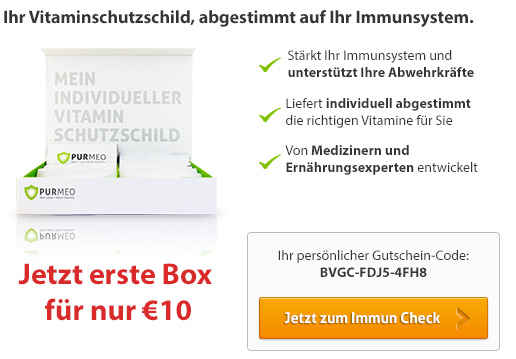 Ihr Vitaminschutzschild, abgestimmt auf Ihr Immunsystem.
MEIN
INDIVIDUELLER
VITAMIN
SCHUTZSCHILD
PURMEO
PURMEO
Stärkt Ihr Immunsystem und
unterstützt Ihre Abwehrkräfte
Liefert individuell abgestimmt
die richtigen Vitamine für Sie
Von Medizinern und
Ernährungsexperten entwickelt
Jetzt erste Box
für nur €10
Ihr persönlicher Gutschein-Code:
BVGC-FDJ5-4FH8
Jetzt zum Immun Check